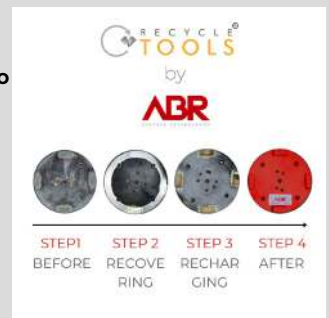 RECYCLE
TOOLS
by
ABR
STEP1 STEP 2 STEP 3 STEP 4
BEFORE RECOVE RECHAR AFTER
RING GING